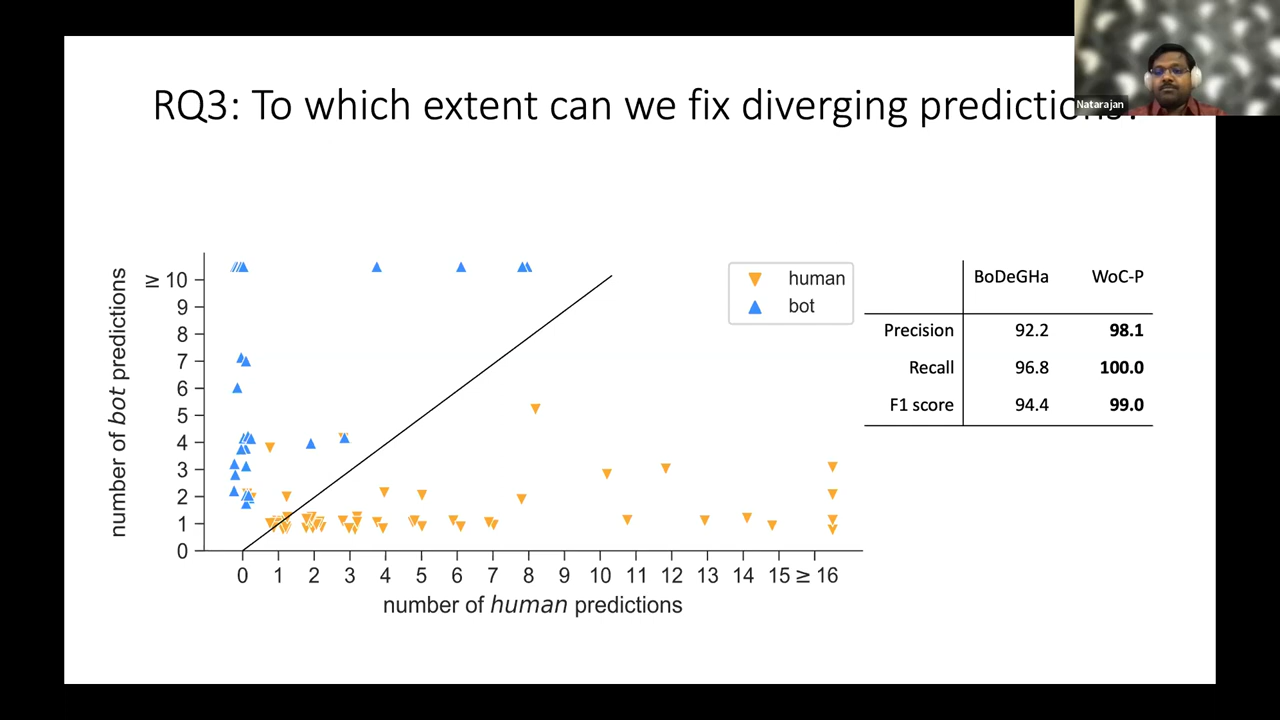 RQ3: To which extent can we fix diverging predictions?
Natarajan
number of bot predictions
≥ 10
9
8
7
6
5
4
3
2
1
0
0 1 2 3 4 5 6 7 8 9 10 11 12 13 14 15 ≥ 16
number of human predictions
human
bot
BoDeGHa WoC-P
Precision 92.2 98.1
Recall 96.8 100.0
F1 score 94.4 99.0